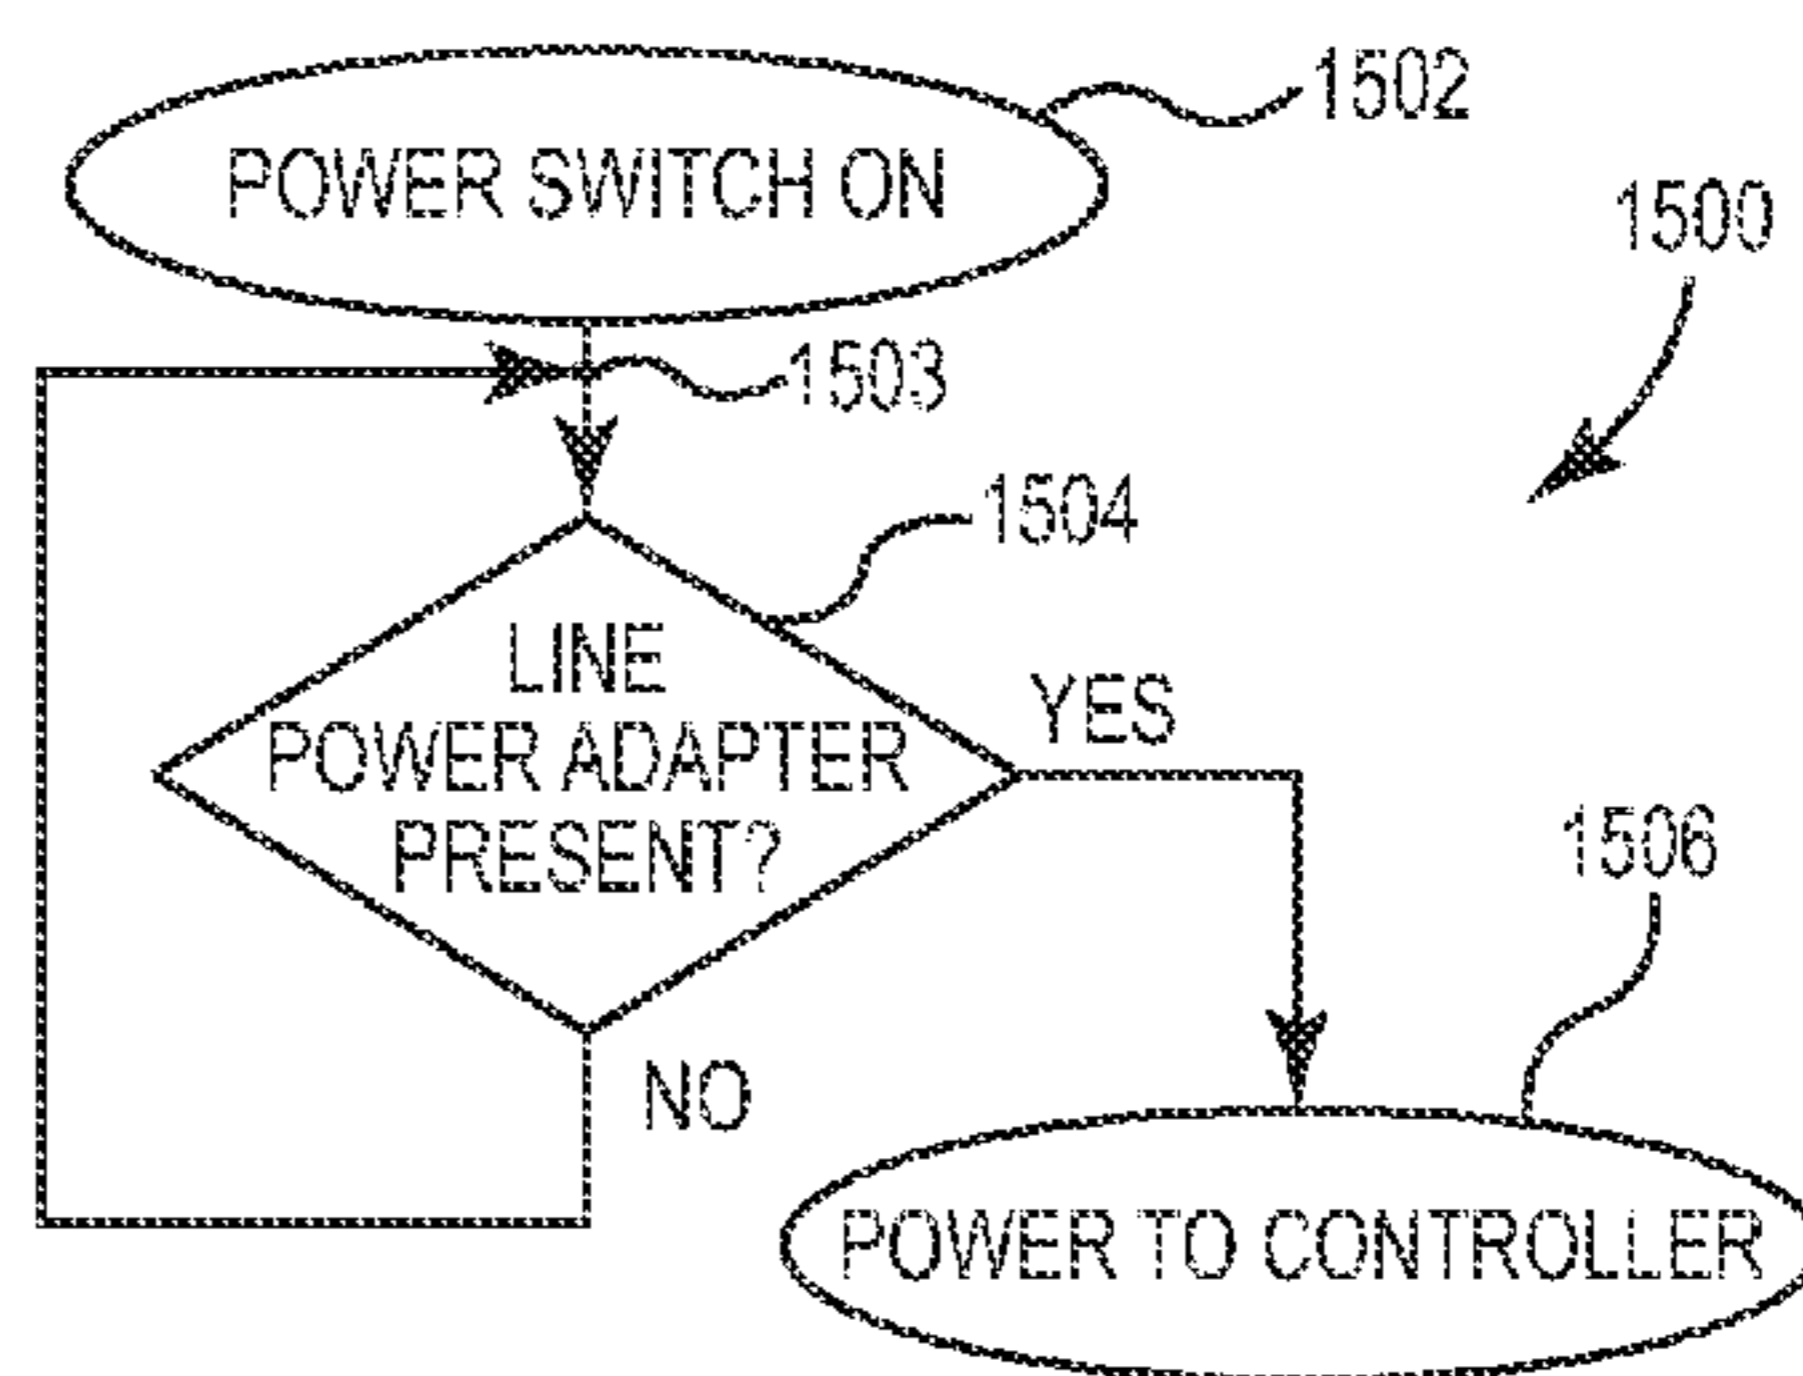 1502
POWER SWITCH ON
1500
1503
1504
LINE
POWER ADAPTER
PRESENT?
YES
1506
NO
POWER TO CONTROLLER